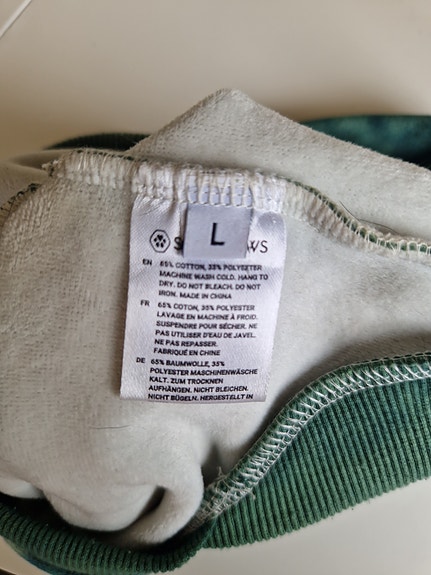 L
EN 65% COTTON, 35% POLYESTER
MACHINE WASH COLD. HANG TO
DRY. DO NOT BLEACH. DO NOT
IRON. MADE IN CHINA
FR 65% COTON, 35% POLYESTER
LAVAGE EN MACHINE À FROID.
SUSPENDRE POUR SÉCHER. NE
PAS UTILISER D'EAU DE JAVEL.
NE PAS REPASSER.
FABRIQUÉ EN CHINE
DE 65% BAUMWOLLE, 35%
POLYESTER MASCHINENWÄSCHE
KALT. ZUM TROCKNEN
AUFHÄNGEN. NICHT BLEICHEN.
NICHT BÜGELN. HERGESTELLT IN